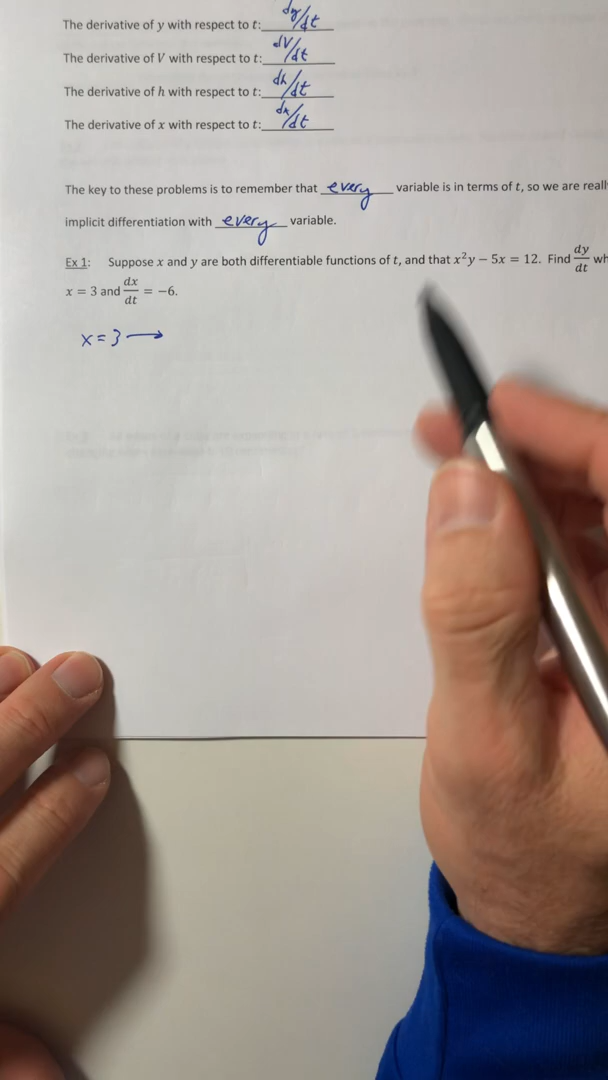 The derivative of y with respect to t: dy/dt
The derivative of V with respect to t: dV/dt
The derivative of h with respect to t: dh/dt
The derivative of x with respect to t: dx/dt
The key to these problems is to remember that every variable is in terms of t, so we are reall
implicit differentiation with every variable.
Ex 1: Suppose x and y are both differentiable functions of t, and that x²y − 5x = 12. Find dy/dt wh
x = 3 and dx/dt = −6.
x = 3 →